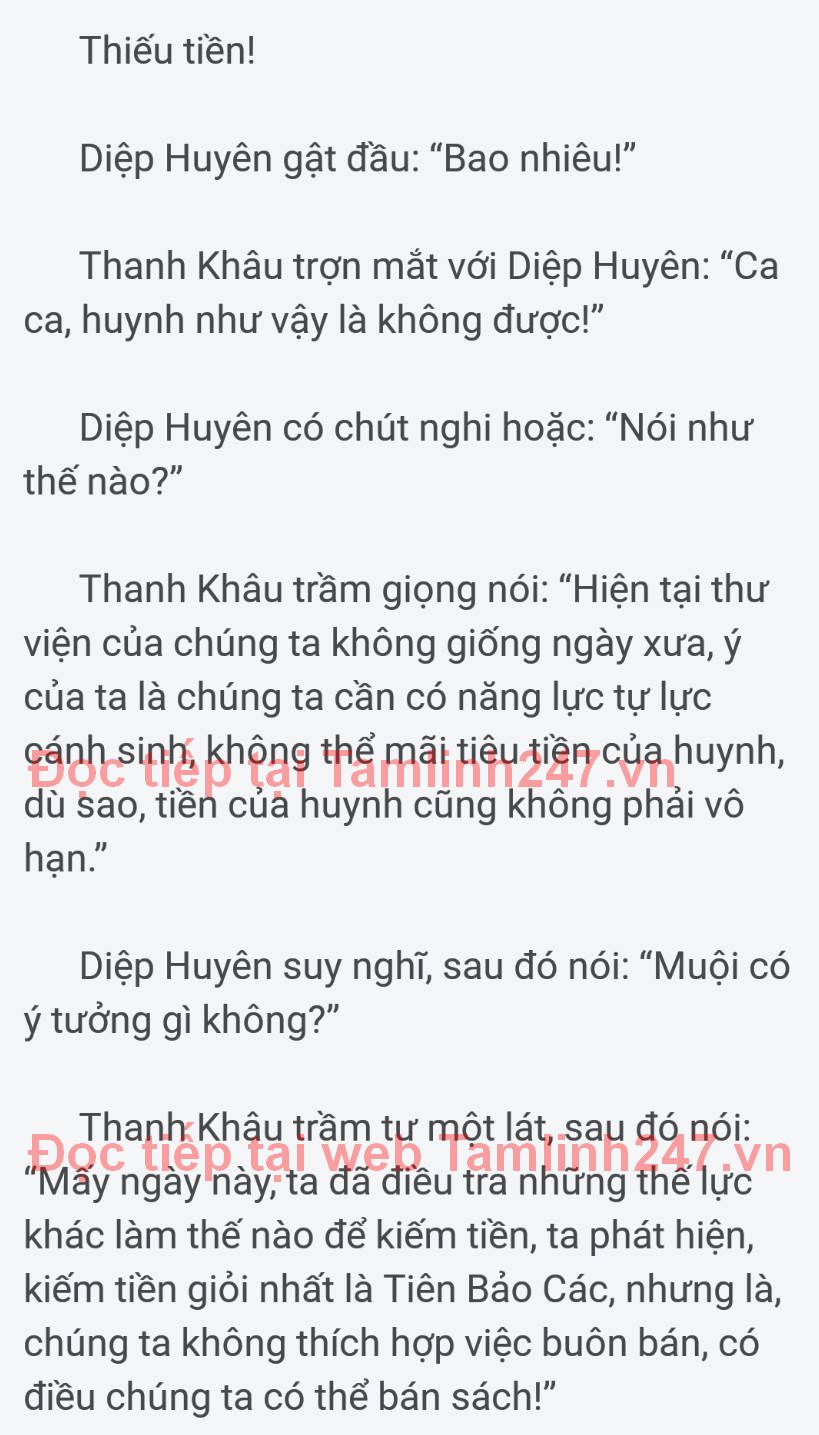 Thiếu tiền!
Diệp Huyên gật đầu: “Bao nhiêu!”
Thanh Khâu trợn mắt với Diệp Huyên: “Ca
ca, huynh như vậy là không được!”
Diệp Huyên có chút nghi hoặc: “Nói như
thế nào?”
Thanh Khâu trầm giọng nói: “Hiện tại thư
viện của chúng ta không giống ngày xưa, ý
của ta là chúng ta cần có năng lực tự lực
cánh sinh, không thể mãi tiêu tiền của huynh,
Đọc tiếp tại Tamlinh247.vn
dù sao, tiền của huynh cũng không phải vô
hạn.”
Diệp Huyên suy nghĩ, sau đó nói: “Muội có
ý tưởng gì không?”
Thanh Khâu trầm tư một lát, sau đó nói:
Đọc tiếp tại web Tamlinh247.vn
“Mấy ngày này, ta đã điều tra những thế lực
khác làm thế nào để kiếm tiền, ta phát hiện,
kiếm tiền giỏi nhất là Tiên Bảo Các, nhưng là,
chúng ta không thích hợp việc buôn bán, có
điều chúng ta có thể bán sách!”